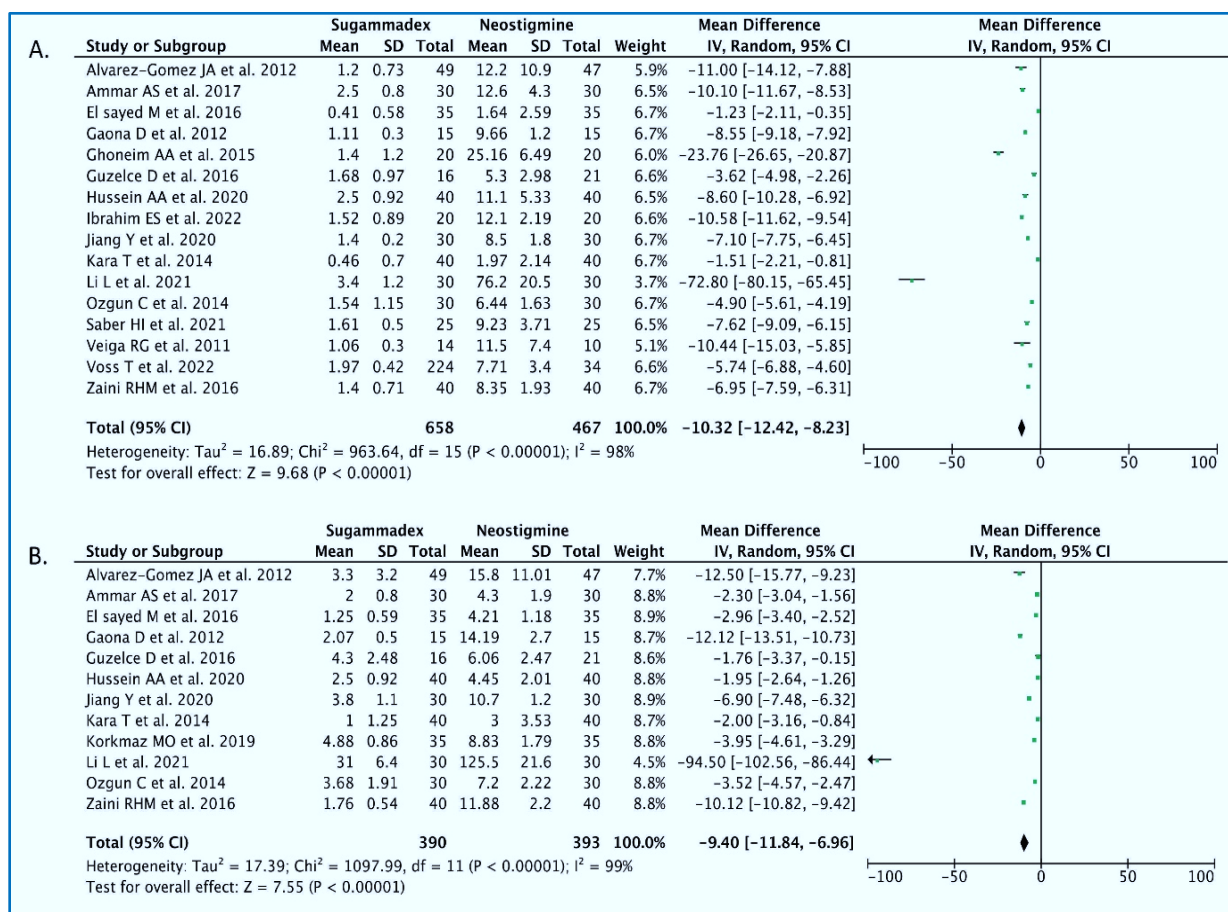 A.
Sugammadex Neostigmine Mean Difference Mean Difference
Study or Subgroup Mean SD Total Mean SD Total Weight IV, Random, 95% CI IV, Random, 95% CI
Alvarez-Gomez JA et al. 2012 1.2 0.73 49 12.2 10.9 47 5.9% -11.00 [-14.12, -7.88]
Ammar AS et al. 2017 2.5 0.8 30 12.6 4.3 30 6.5% -10.10 [-11.67, -8.53]
El sayed M et al. 2016 0.41 0.58 35 1.64 2.59 35 6.7% -1.23 [-2.11, -0.35]
Gaona D et al. 2012 1.11 0.3 15 9.66 1.2 15 6.7% -8.55 [-9.18, -7.92]
Ghoneim AA et al. 2015 1.4 1.2 20 25.16 6.49 20 6.0% -23.76 [-26.65, -20.87]
Guzelce D et al. 2016 1.68 0.97 16 5.3 2.98 21 6.6% -3.62 [-4.98, -2.26]
Hussein AA et al. 2020 2.5 0.92 40 11.1 5.33 40 6.5% -8.60 [-10.28, -6.92]
Ibrahim ES et al. 2022 1.52 0.89 20 12.1 2.19 20 6.6% -10.58 [-11.62, -9.54]
Jiang Y et al. 2020 1.4 0.2 30 8.5 1.8 30 6.7% -7.10 [-7.75, -6.45]
Kara T et al. 2014 0.46 0.7 40 1.97 2.14 40 6.7% -1.51 [-2.21, -0.81]
Li L et al. 2021 3.4 1.2 30 76.2 20.5 30 3.7% -72.80 [-80.15, -65.45]
Ozgun C et al. 2014 1.54 1.15 30 6.44 1.63 30 6.7% -4.90 [-5.61, -4.19]
Saber HI et al. 2021 1.61 0.5 25 9.23 3.71 25 6.5% -7.62 [-9.09, -6.15]
Veiga RG et al. 2011 1.06 0.3 14 11.5 7.4 10 5.1% -10.44 [-15.03, -5.85]
Voss T et al. 2022 1.97 0.42 224 7.71 3.4 34 6.6% -5.74 [-6.88, -4.60]
Zaini RHM et al. 2016 1.4 0.71 40 8.35 1.93 40 6.7% -6.95 [-7.59, -6.31]
Total (95% CI) 658 467 100.0% -10.32 [-12.42, -8.23]
Heterogeneity: Tau² = 16.89; Chi² = 963.64, df = 15 (P < 0.00001); I² = 98%
Test for overall effect: Z = 9.68 (P < 0.00001)
-100 -50 0 50 100
B.
Sugammadex Neostigmine Mean Difference Mean Difference
Study or Subgroup Mean SD Total Mean SD Total Weight IV, Random, 95% CI IV, Random, 95% CI
Alvarez-Gomez JA et al. 2012 3.3 3.2 49 15.8 11.01 47 7.7% -12.50 [-15.77, -9.23]
Ammar AS et al. 2017 2 0.8 30 4.3 1.9 30 8.8% -2.30 [-3.04, -1.56]
El sayed M et al. 2016 1.25 0.59 35 4.21 1.18 35 8.9% -2.96 [-3.40, -2.52]
Gaona D et al. 2012 2.07 0.5 15 14.19 2.7 15 8.7% -12.12 [-13.51, -10.73]
Guzelce D et al. 2016 4.3 2.48 16 6.06 2.47 21 8.6% -1.76 [-3.37, -0.15]
Hussein AA et al. 2020 2.5 0.92 40 4.45 2.01 40 8.8% -1.95 [-2.64, -1.26]
Jiang Y et al. 2020 3.8 1.1 30 10.7 1.2 30 8.9% -6.90 [-7.48, -6.32]
Kara T et al. 2014 1 1.25 40 3 3.53 40 8.7% -2.00 [-3.16, -0.84]
Korkmaz MO et al. 2019 4.88 0.86 35 8.83 1.79 35 8.8% -3.95 [-4.61, -3.29]
Li L et al. 2021 31 6.4 30 125.5 21.6 30 4.5% -94.50 [-102.56, -86.44]
Ozgun C et al. 2014 3.68 1.91 30 7.2 2.22 30 8.8% -3.52 [-4.57, -2.47]
Zaini RHM et al. 2016 1.76 0.54 40 11.88 2.2 40 8.8% -10.12 [-10.82, -9.42]
Total (95% CI) 390 393 100.0% -9.40 [-11.84, -6.96]
Heterogeneity: Tau² = 17.39; Chi² = 1097.99, df = 11 (P < 0.00001); I² = 99%
Test for overall effect: Z = 7.55 (P < 0.00001)
-100 -50 0 50 100